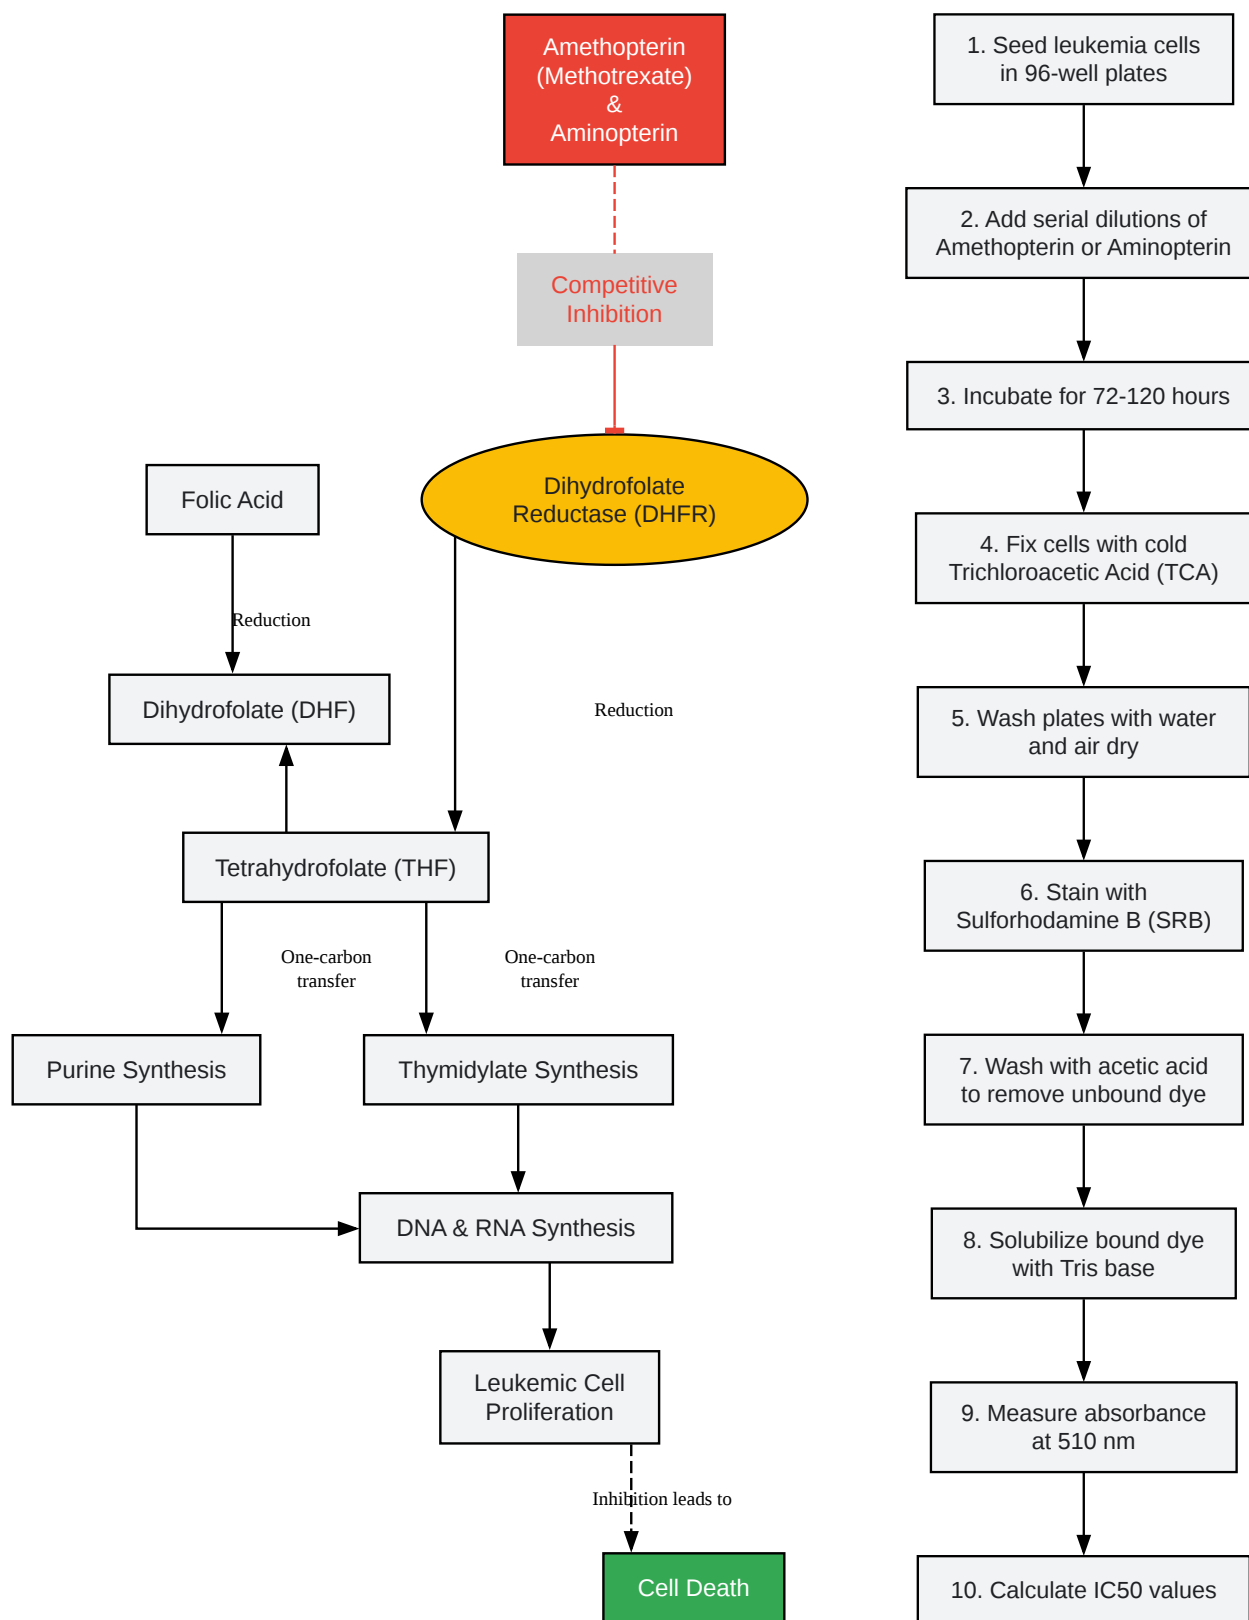 Amethopterin
(Methotrexate)
&
Aminopterin
Competitive
Inhibition
Dihydrofolate
Reductase (DHFR)
Folic Acid
Reduction
Dihydrofolate (DHF)
Reduction
Tetrahydrofolate (THF)
One-carbon
transfer
One-carbon
transfer
Purine Synthesis
Thymidylate Synthesis
DNA & RNA Synthesis
Leukemic Cell
Proliferation
Inhibition leads to
Cell Death
1. Seed leukemia cells
in 96-well plates
2. Add serial dilutions of
Amethopterin or Aminopterin
3. Incubate for 72-120 hours
4. Fix cells with cold
Trichloroacetic Acid (TCA)
5. Wash plates with water
and air dry
6. Stain with
Sulforhodamine B (SRB)
7. Wash with acetic acid
to remove unbound dye
8. Solubilize bound dye
with Tris base
9. Measure absorbance
at 510 nm
10. Calculate IC50 values